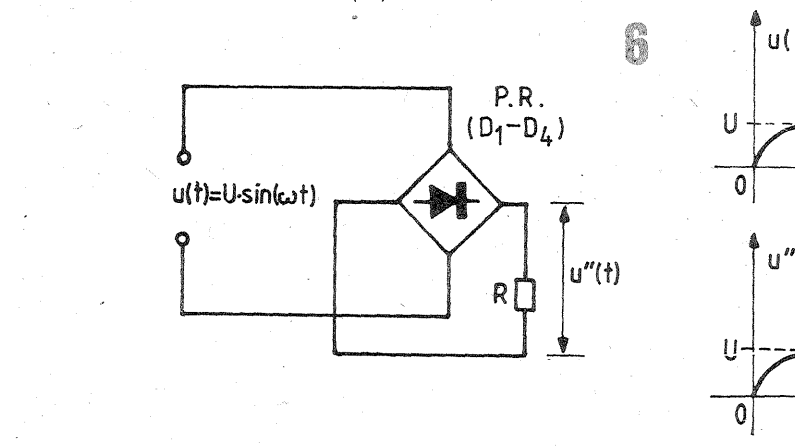 6
P.R.
(D₁–D₄)
u(t)=U·sin(ωt)
R
u″(t)
u(
U
0
u″
U
0